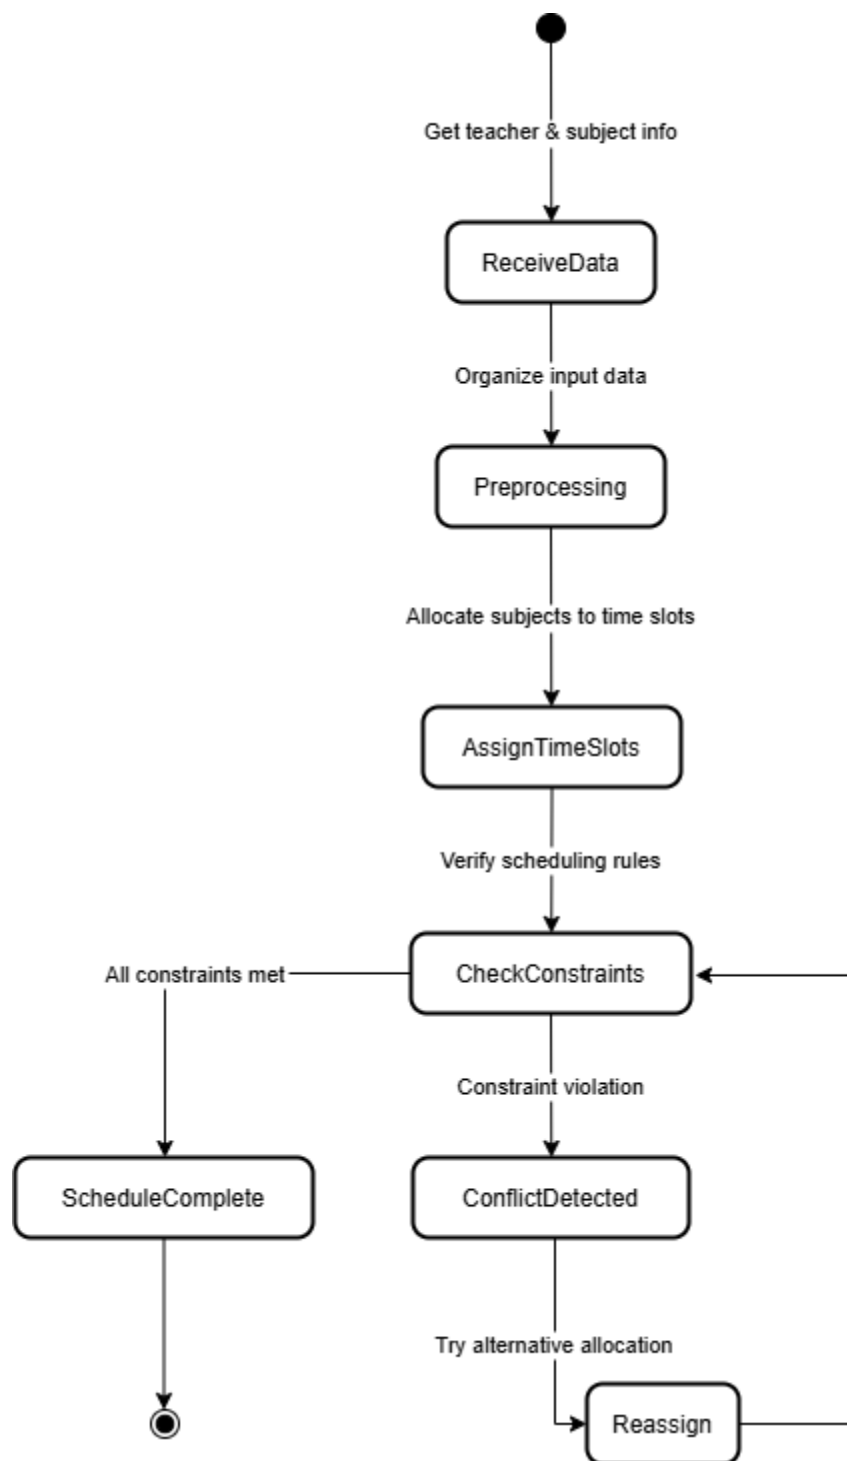 Get teacher & subject info
ReceiveData
Organize input data
Preprocessing
Allocate subjects to time slots
AssignTimeSlots
Verify scheduling rules
CheckConstraints
All constraints met
Constraint violation
ScheduleComplete
ConflictDetected
Try alternative allocation
Reassign